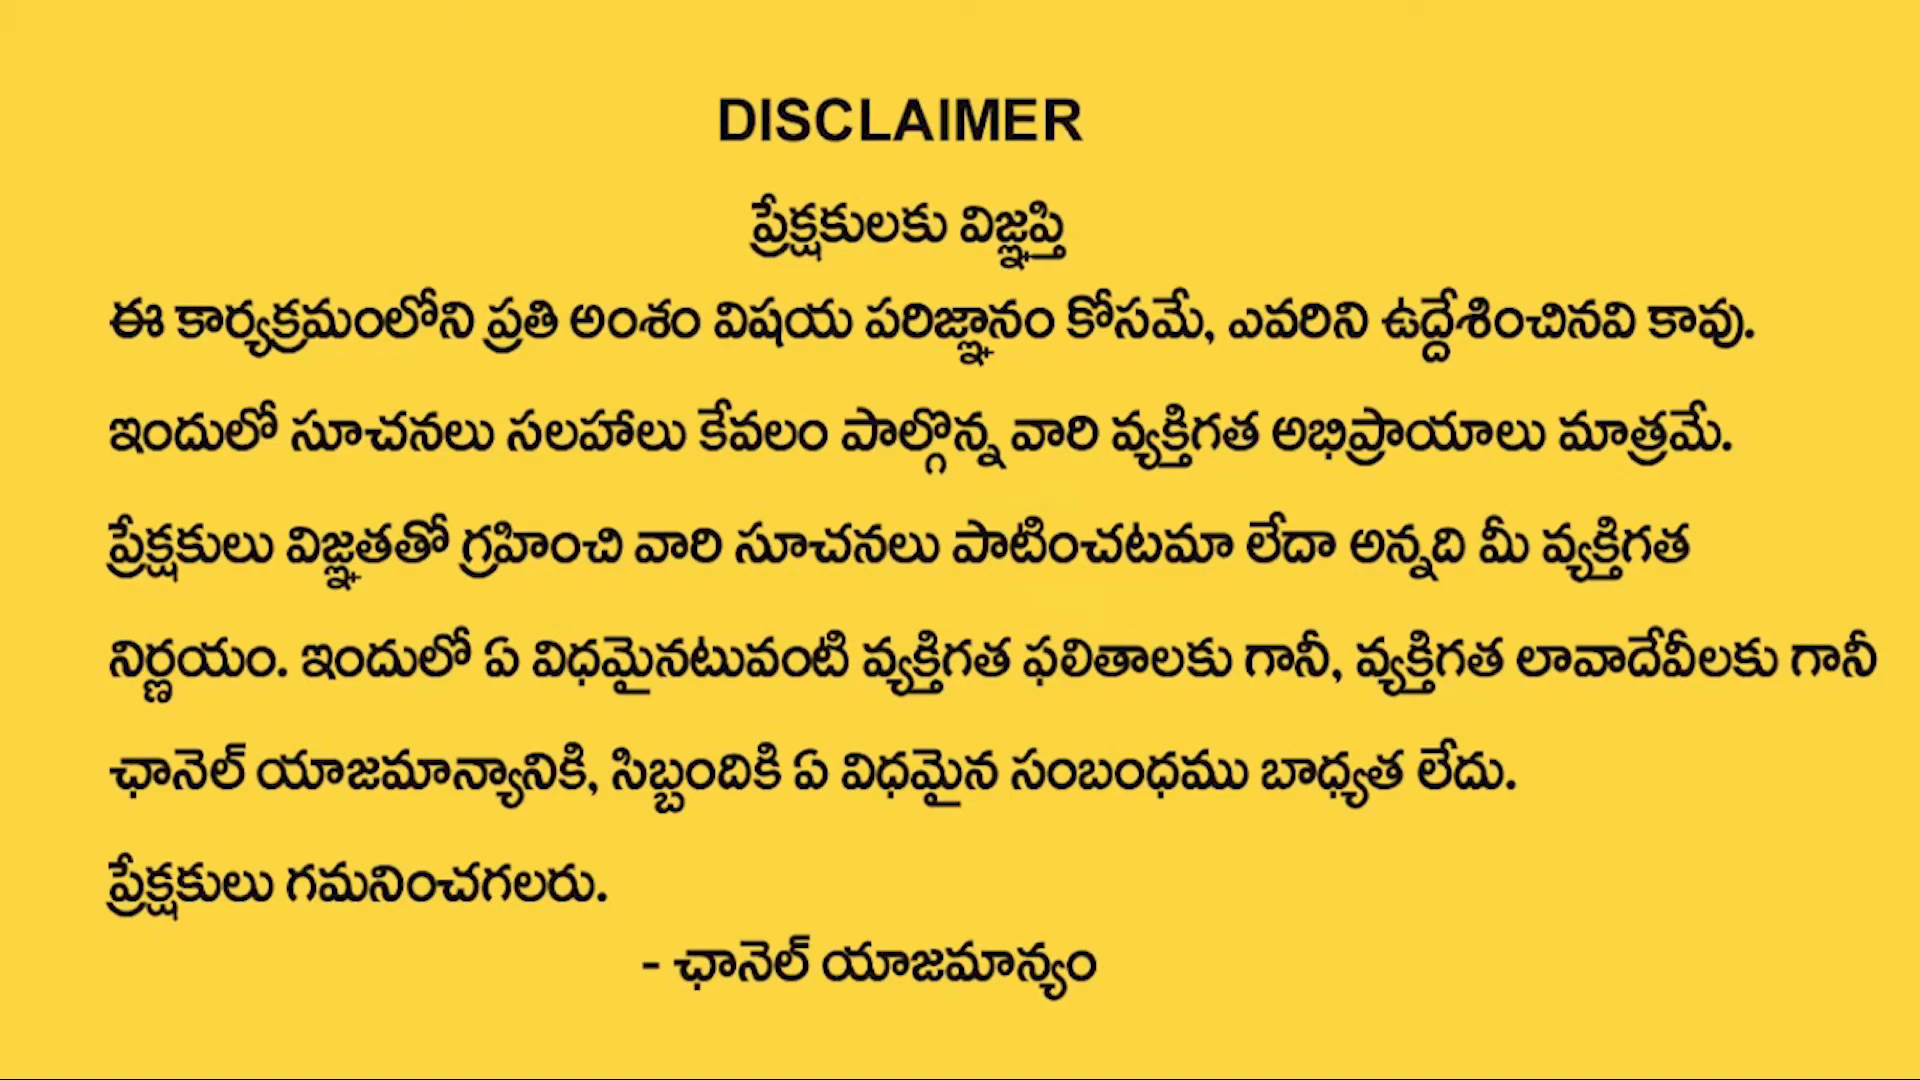 DISCLAIMER
ప్రేక్షకులకు విజ్ఞప్తి
ఈ కార్యక్రమంలోని ప్రతి అంశం విషయ పరిజ్ఞానం కోసమే, ఎవరిని ఉద్దేశించినవి కావు.
ఇందులో సూచనలు సలహాలు కేవలం పాల్గొన్న వారి వ్యక్తిగత అభిప్రాయాలు మాత్రమే.
ప్రేక్షకులు విజ్ఞతతో గ్రహించి వారి సూచనలు పాటించటమా లేదా అన్నది మీ వ్యక్తిగత
నిర్ణయం. ఇందులో ఏ విధమైనటువంటి వ్యక్తిగత ఫలితాలకు గానీ, వ్యక్తిగత లావాదేవీలకు గానీ
ఛానెల్ యాజమాన్యానికి, సిబ్బందికి ఏ విధమైన సంబంధము బాధ్యత లేదు.
ప్రేక్షకులు గమనించగలరు.
- ఛానెల్ యాజమాన్యం